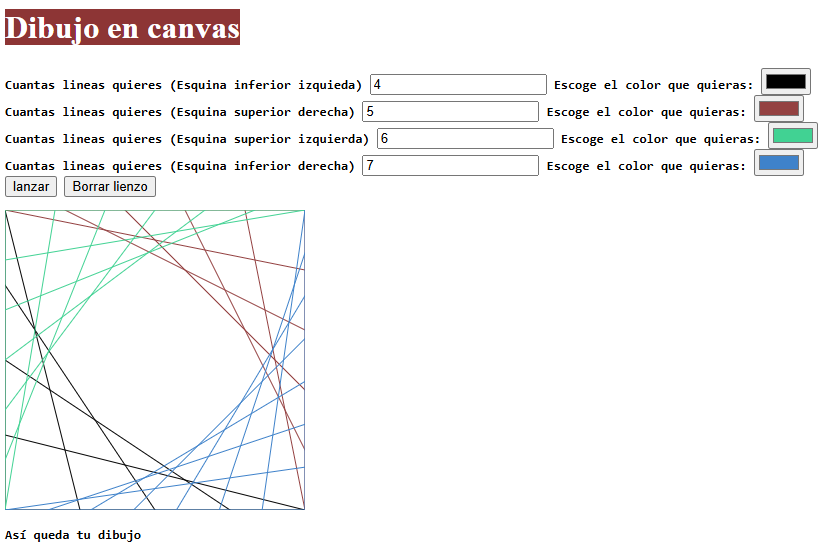 Dibujo en canvas
Cuantas lineas quieres (Esquina inferior izquieda) 4 Escoge el color que quieras:
Cuantas lineas quieres (Esquina superior derecha) 5 Escoge el color que quieras:
Cuantas lineas quieres (Esquina superior izquierda) 6 Escoge el color que quieras:
Cuantas lineas quieres (Esquina inferior derecha) 7 Escoge el color que quieras:
lanzar Borrar lienzo
Así queda tu dibujo